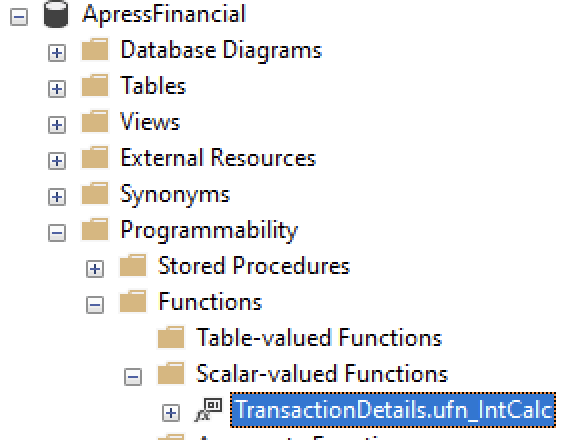 ApressFinancial
Database Diagrams
Tables
Views
External Resources
Synonyms
Programmability
Stored Procedures
Functions
Table-valued Functions
Scalar-valued Functions
TransactionDetails.ufn_IntCalc